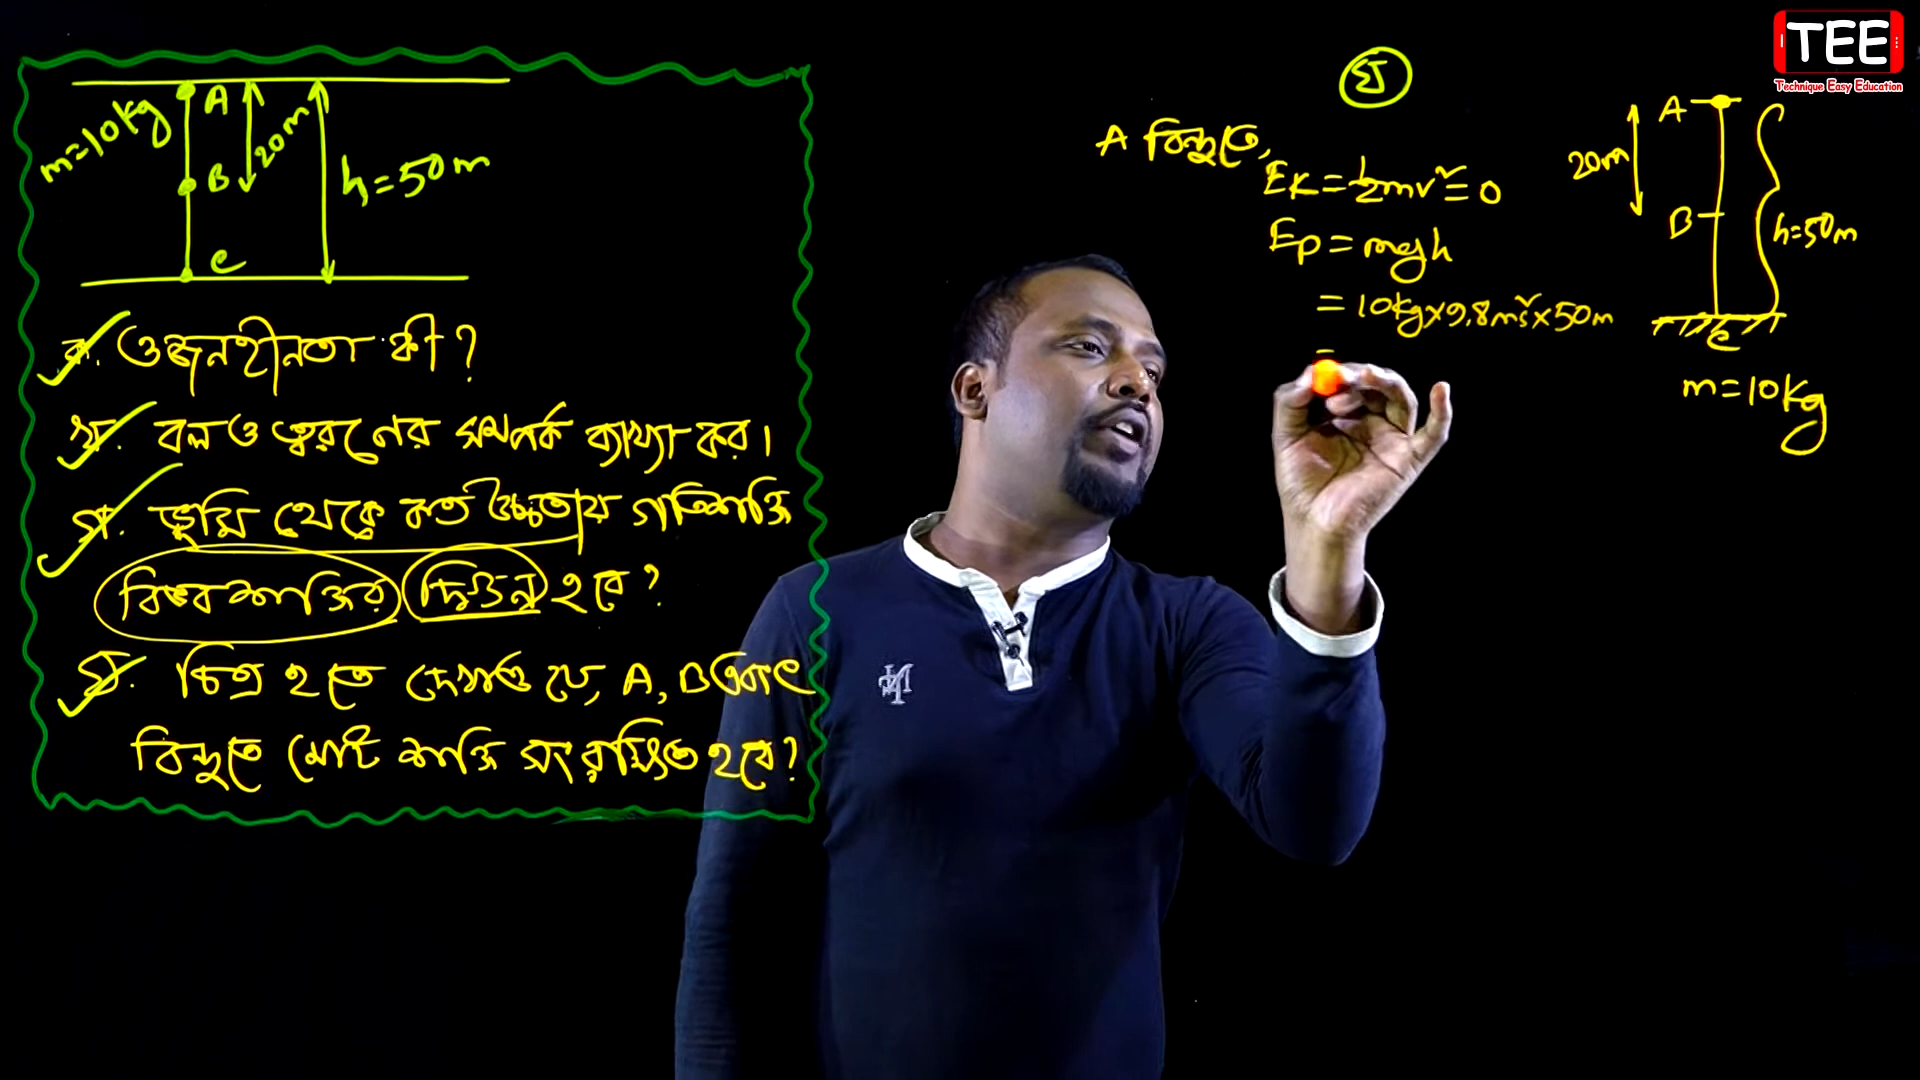 m=10kg
A
20m
B
h=50m
c
ক. ওজনহীনতা কী?
খ. বল ও ত্বরণের সম্পর্ক ব্যাখ্যা কর।
গ. ভূমি থেকে কত উচ্চতায় গতিশক্তি
বিভবশক্তির দ্বিগুন হবে?
ঘ. চিত্র হতে দেখাও যে, A, B এবং C
বিন্দুতে মোট শক্তি সংরক্ষিত হবে?
ঘ
A বিন্দুতে,
Eκ = ½mv² = 0
Ep = mgh
= 10kg×9.8ms⁻²×50m
=
A
20m
B
h=50m
c
m=10kg
TEE
Technique Easy Education